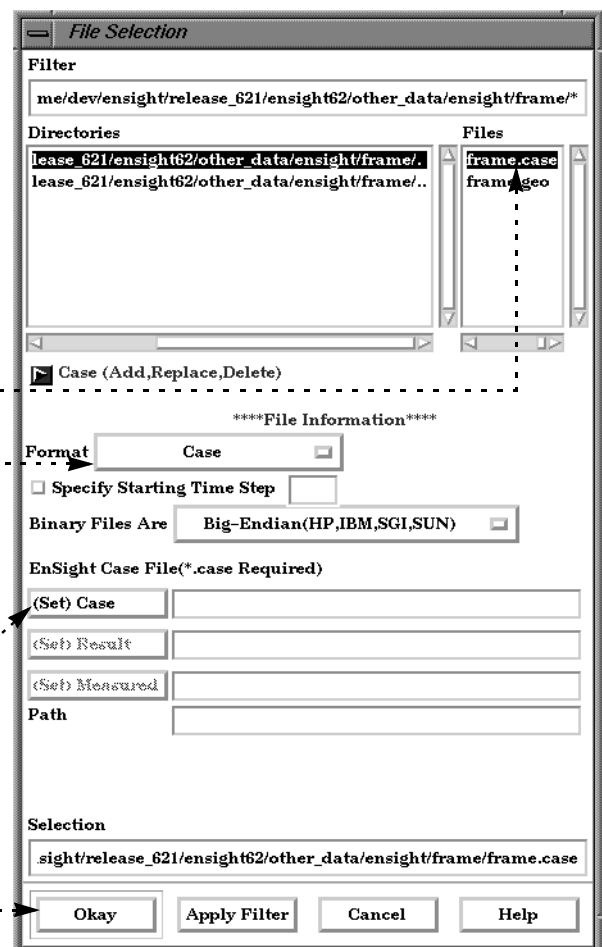 File Selection
Filter
me/dev/ensight/release_621/ensight62/other_data/ensight/frame/*
Directories
Files
lease_621/ensight62/other_data/ensight/frame/.
lease_621/ensight62/other_data/ensight/frame/..
frame.case
frame.geo
Case (Add,Replace,Delete)
****File Information****
Format Case
Specify Starting Time Step
Binary Files Are Big-Endian(HP,IBM,SGI,SUN)
EnSight Case File(*.case Required)
(Set) Case
(Set) Result
(Set) Measured
Path
Selection
.sight/release_621/ensight62/other_data/ensight/frame/frame.case
Okay Apply Filter Cancel Help